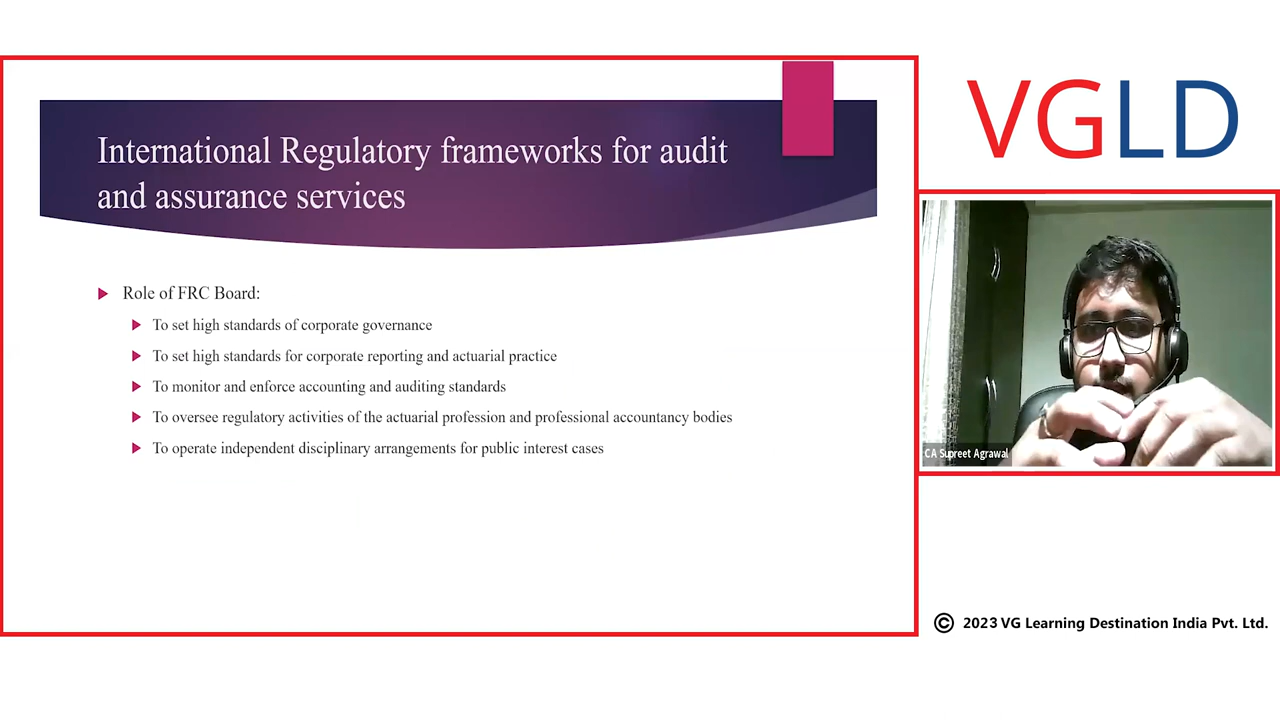 International Regulatory frameworks for audit
and assurance services
Role of FRC Board:
To set high standards of corporate governance
To set high standards for corporate reporting and actuarial practice
To monitor and enforce accounting and auditing standards
To oversee regulatory activities of the actuarial profession and professional accountancy bodies
To operate independent disciplinary arrangements for public interest cases
VGLD
CA Supreet Agrawal
© 2023 VG Learning Destination India Pvt. Ltd.